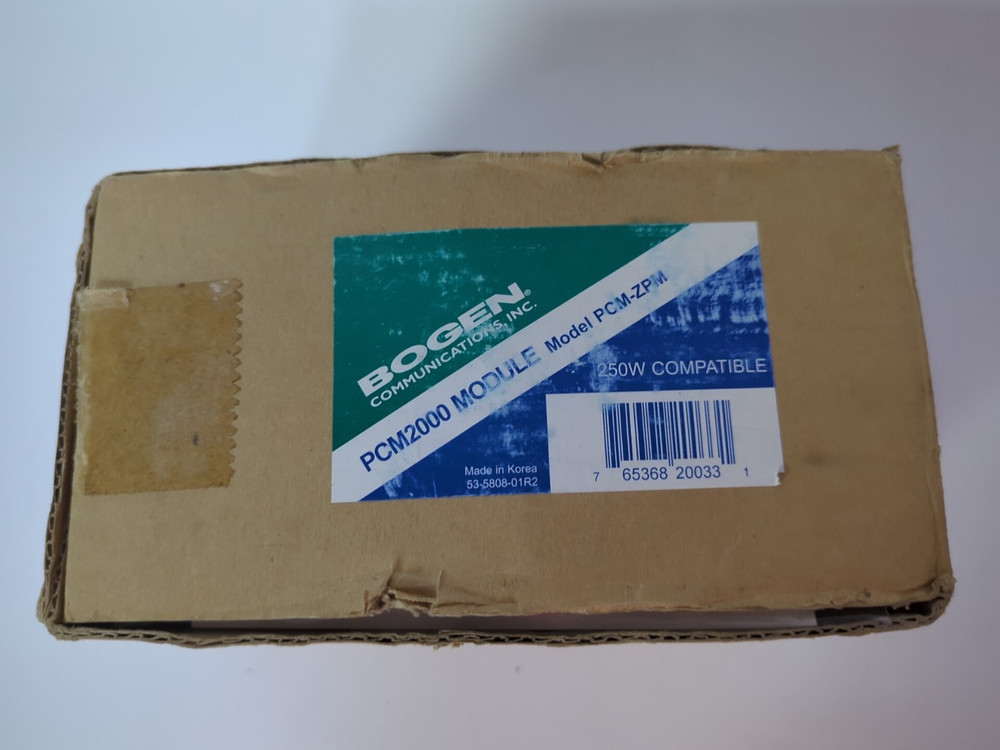 BOGEN®
COMMUNICATIONS, INC.
PCM2000 MODULE Model PCM-ZPM
250W COMPATIBLE
Made in Korea
53-5808-01R2
7 65368 20033 1